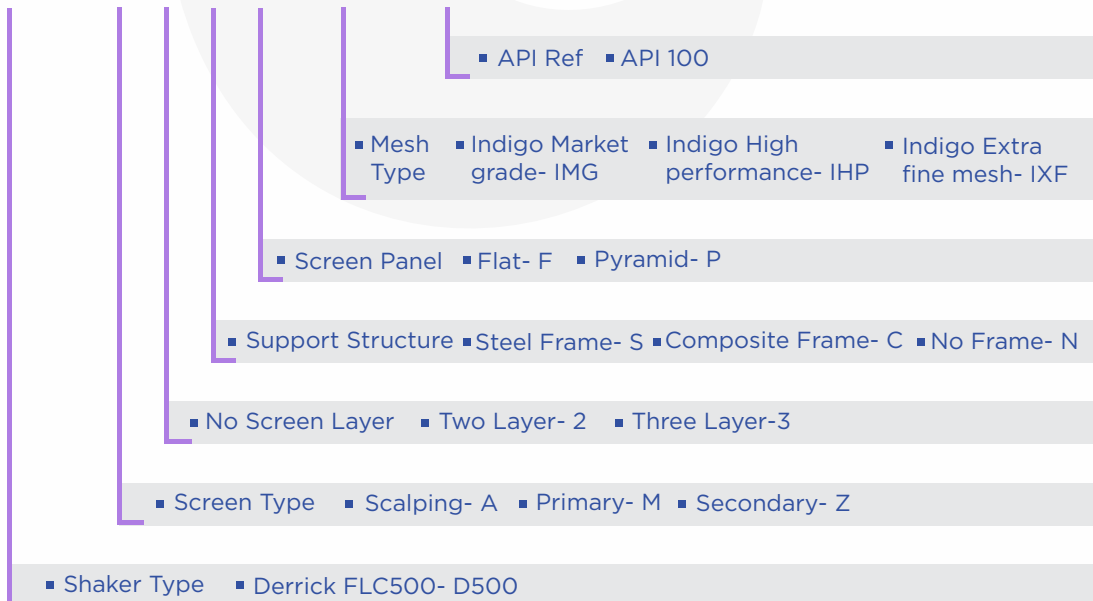 API Ref API 100
Mesh Type Indigo Market grade- IMG Indigo High performance- IHP Indigo Extra fine mesh- IXF
Screen Panel Flat- F Pyramid- P
Support Structure Steel Frame- S Composite Frame- C No Frame- N
No Screen Layer Two Layer- 2 Three Layer-3
Screen Type Scalping- A Primary- M Secondary- Z
Shaker Type Derrick FLC500- D500